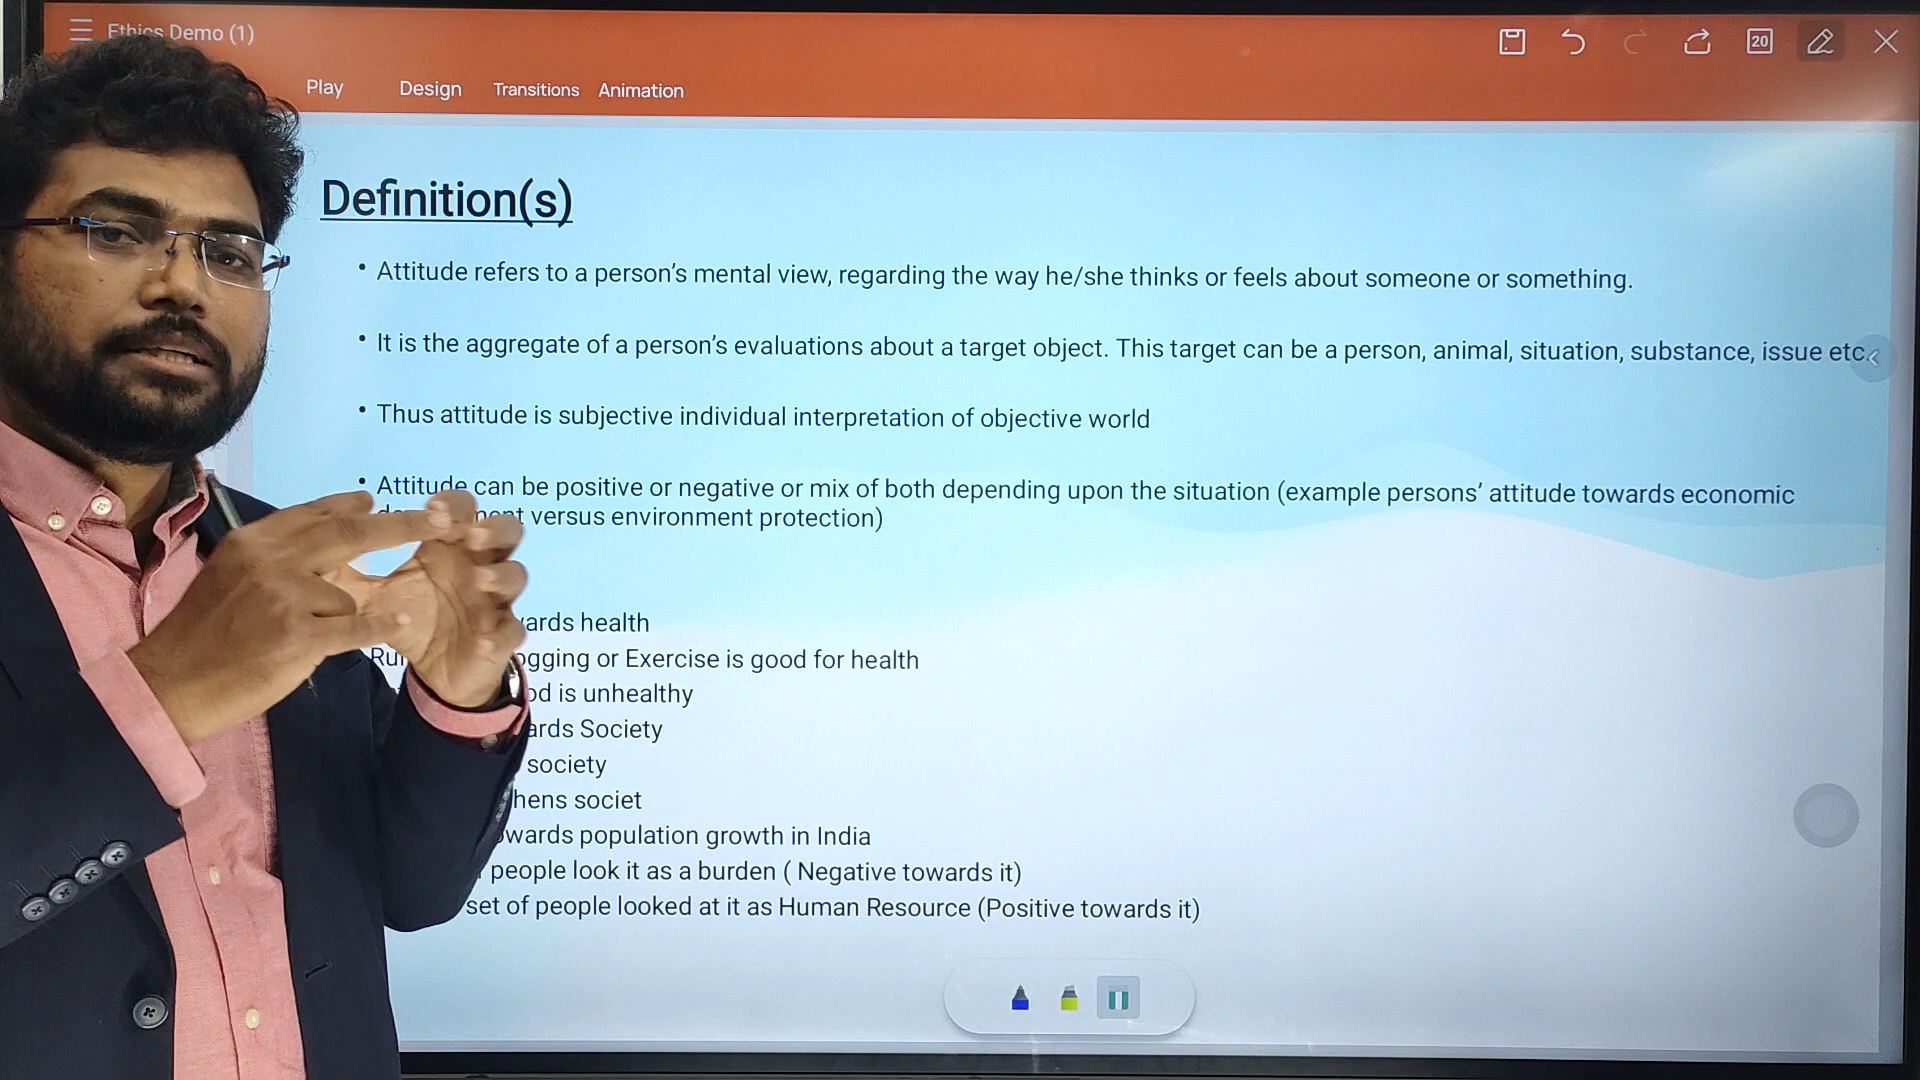 Ethics Demo (1)
20
Play Design Transitions Animation
Definition(s)
• Attitude refers to a person's mental view, regarding the way he/she thinks or feels about someone or something.
• It is the aggregate of a person's evaluations about a target object. This target can be a person, animal, situation, substance, issue etc.
• Thus attitude is subjective individual interpretation of objective world
• Attitude can be positive or negative or mix of both depending upon the situation (example persons' attitude towards economic
versus environment protection)
health
or Exercise is good for health
is unhealthy
Society
society
societ
population growth in India
people look it as a burden ( Negative towards it)
set of people looked at it as Human Resource (Positive towards it)